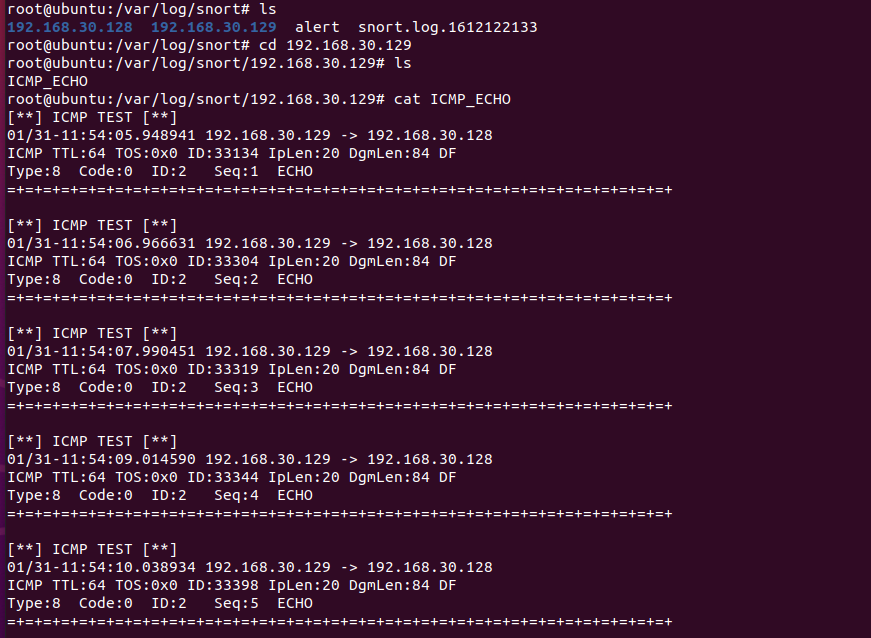 root@ubuntu:/var/log/snort# ls
192.168.30.128  192.168.30.129  alert  snort.log.1612122133
root@ubuntu:/var/log/snort# cd 192.168.30.129
root@ubuntu:/var/log/snort/192.168.30.129# ls
ICMP_ECHO
root@ubuntu:/var/log/snort/192.168.30.129# cat ICMP_ECHO
[**] ICMP TEST [**]
01/31-11:54:05.948941 192.168.30.129 -> 192.168.30.128
ICMP TTL:64 TOS:0x0 ID:33134 IpLen:20 DgmLen:84 DF
Type:8  Code:0  ID:2   Seq:1  ECHO
=+=+=+=+=+=+=+=+=+=+=+=+=+=+=+=+=+=+=+=+=+=+=+=+=+=+=+=+=+=+=+=+=+=+=+=+=+

[**] ICMP TEST [**]
01/31-11:54:06.966631 192.168.30.129 -> 192.168.30.128
ICMP TTL:64 TOS:0x0 ID:33304 IpLen:20 DgmLen:84 DF
Type:8  Code:0  ID:2   Seq:2  ECHO
=+=+=+=+=+=+=+=+=+=+=+=+=+=+=+=+=+=+=+=+=+=+=+=+=+=+=+=+=+=+=+=+=+=+=+=+=+

[**] ICMP TEST [**]
01/31-11:54:07.990451 192.168.30.129 -> 192.168.30.128
ICMP TTL:64 TOS:0x0 ID:33319 IpLen:20 DgmLen:84 DF
Type:8  Code:0  ID:2   Seq:3  ECHO
=+=+=+=+=+=+=+=+=+=+=+=+=+=+=+=+=+=+=+=+=+=+=+=+=+=+=+=+=+=+=+=+=+=+=+=+=+

[**] ICMP TEST [**]
01/31-11:54:09.014590 192.168.30.129 -> 192.168.30.128
ICMP TTL:64 TOS:0x0 ID:33344 IpLen:20 DgmLen:84 DF
Type:8  Code:0  ID:2   Seq:4  ECHO
=+=+=+=+=+=+=+=+=+=+=+=+=+=+=+=+=+=+=+=+=+=+=+=+=+=+=+=+=+=+=+=+=+=+=+=+=+

[**] ICMP TEST [**]
01/31-11:54:10.038934 192.168.30.129 -> 192.168.30.128
ICMP TTL:64 TOS:0x0 ID:33398 IpLen:20 DgmLen:84 DF
Type:8  Code:0  ID:2   Seq:5  ECHO
=+=+=+=+=+=+=+=+=+=+=+=+=+=+=+=+=+=+=+=+=+=+=+=+=+=+=+=+=+=+=+=+=+=+=+=+=+